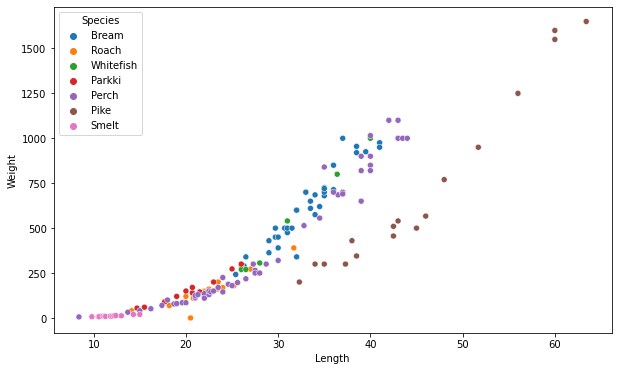 Species
Bream
Roach
Whitefish
Parkki
Perch
Pike
Smelt
1500
1250
1000
750
500
250
0
Weight
10 20 30 40 50 60
Length